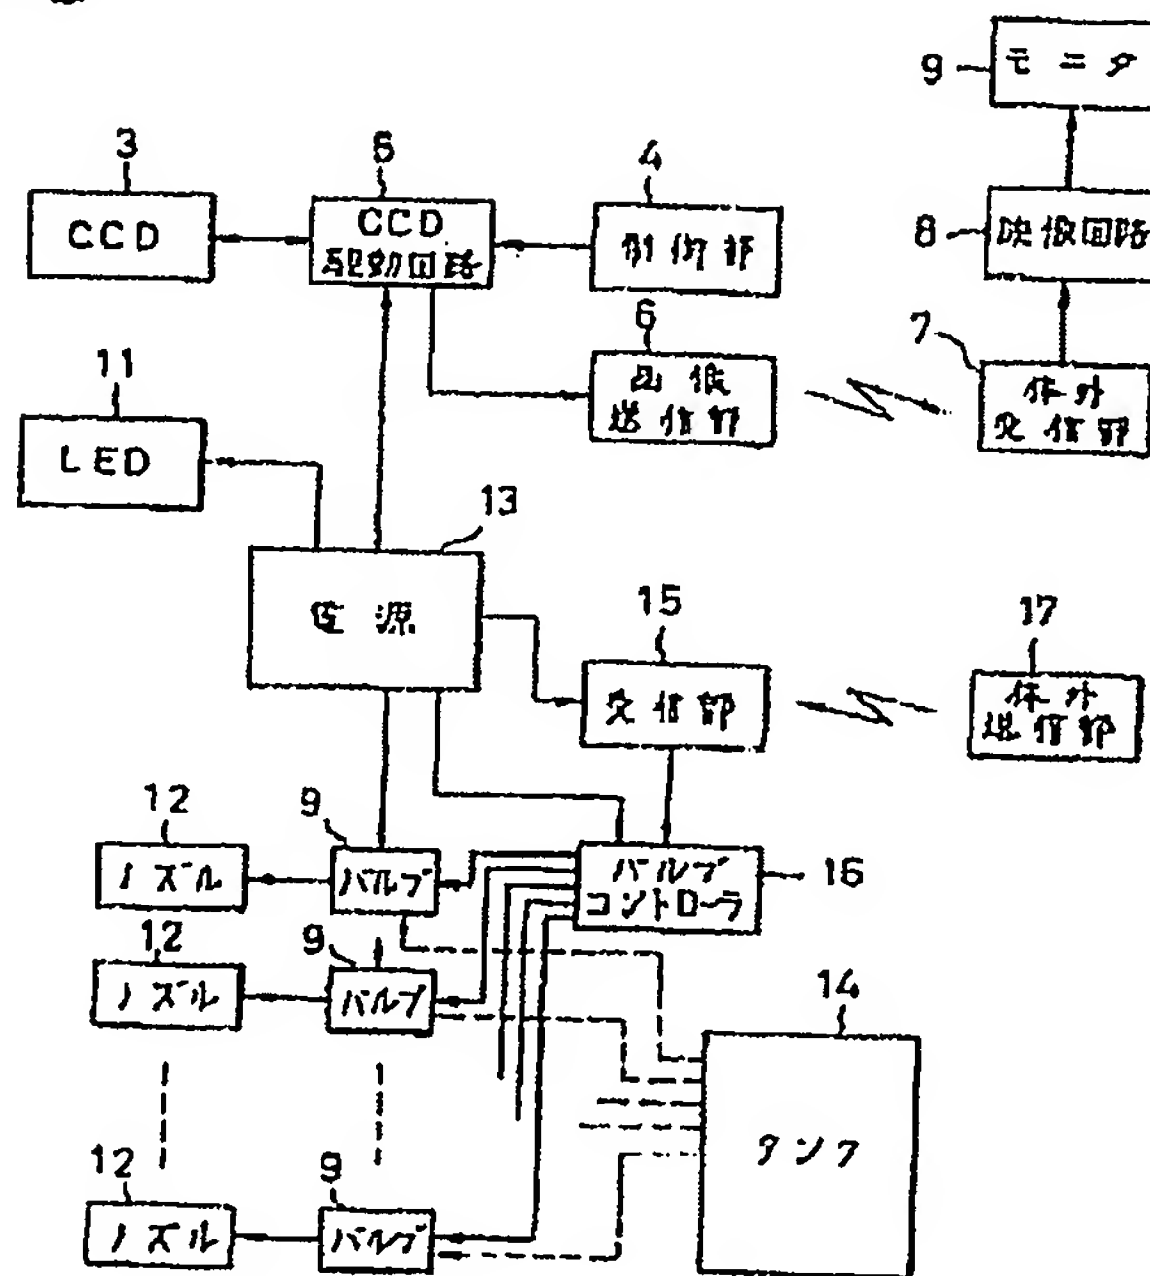 9
モニタ
3
5
4
CCD
CCD
駆動回路
制御部
8
映像回路
6
画像
送信部
7
体外
受信部
11
LED
13
電源
15
受信部
17
体外
送信部
12
ノズル
9
バルブ
バルブ
コントローラ
16
12
ノズル
9
バルブ
14
タンク
12
ノズル
9
バルブ